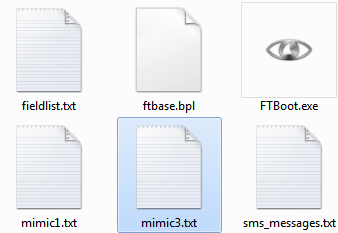 fieldlist.txt
ftbase.bpl
FTBoot.exe
mimic1.txt
mimic3.txt
sms_messages.txt